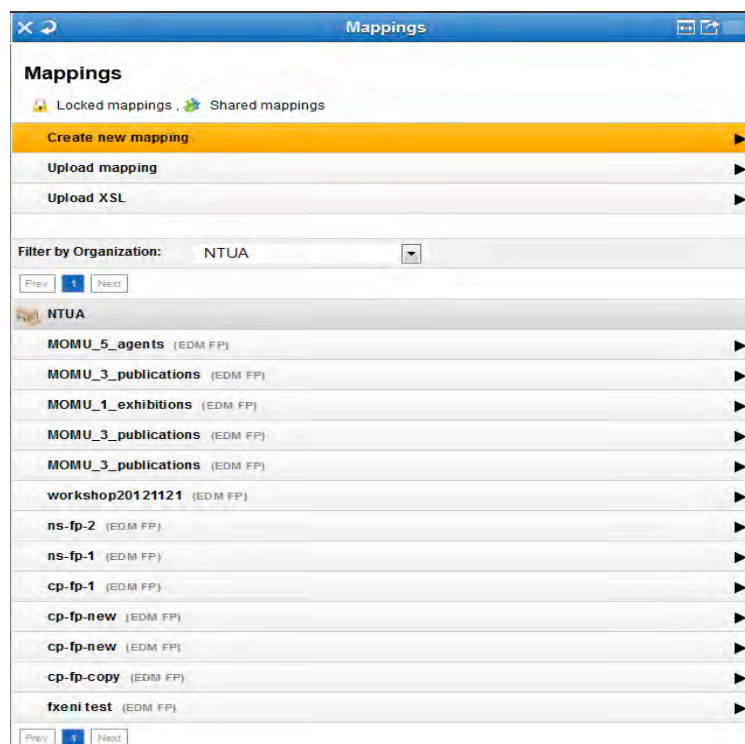 Mappings
Mappings
Locked mappings , Shared mappings
Create new mapping
Upload mapping
Upload XSL
Filter by Organization: NTUA
Prev 1 Next
NTUA
MOMU_5_agents (EDM FP)
MOMU_3_publications (EDM FP)
MOMU_1_exhibitions (EDM FP)
MOMU_3_publications (EDM FP)
MOMU_3_publications (EDM FP)
workshop20121121 (EDM FP)
ns-fp-2 (EDM FP)
ns-fp-1 (EDM FP)
cp-fp-1 (EDM FP)
cp-fp-new (EDM FP)
cp-fp-new (EDM FP)
cp-fp-copy (EDM FP)
fxeni test (EDM FP)
Prev 1 Next